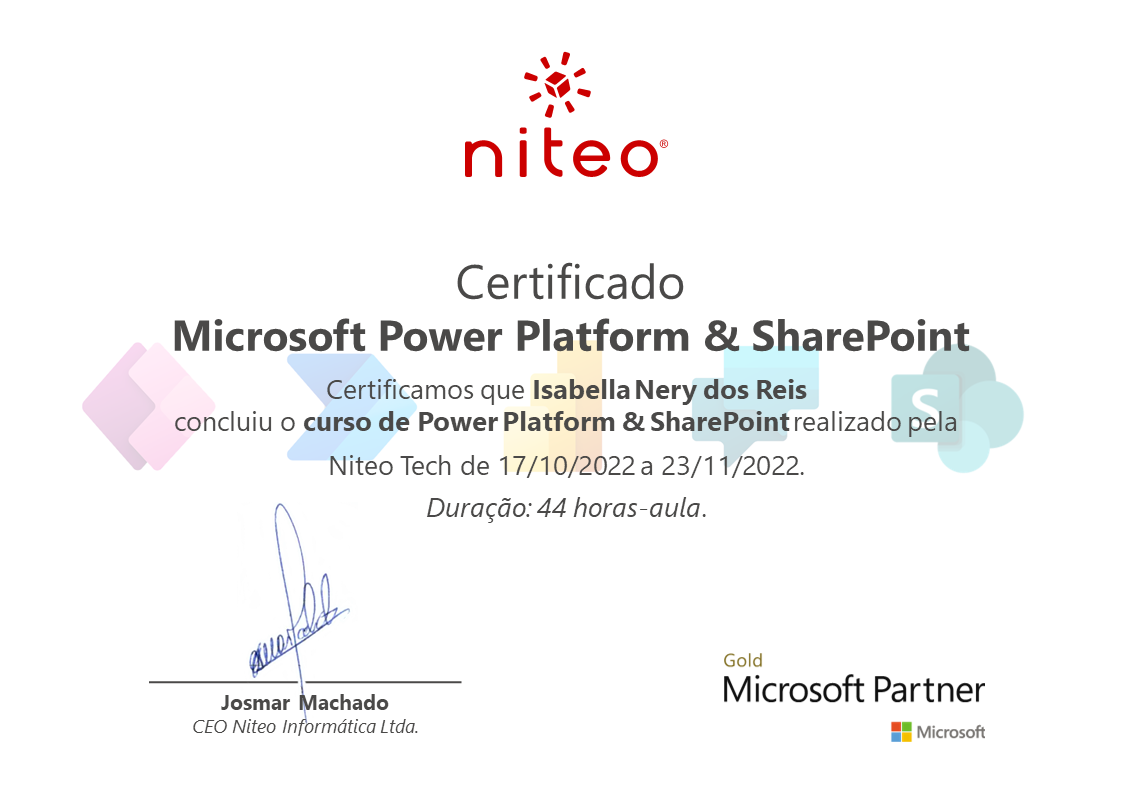 niteo®
Certificado
Microsoft Power Platform & SharePoint
Certificamos que Isabella Nery dos Reis
concluiu o curso de Power Platform & SharePoint realizado pela
Niteo Tech de 17/10/2022 a 23/11/2022.
Duração: 44 horas-aula.
Josmar Machado
CEO Niteo Informática Ltda.
Gold
Microsoft Partner
Microsoft
S